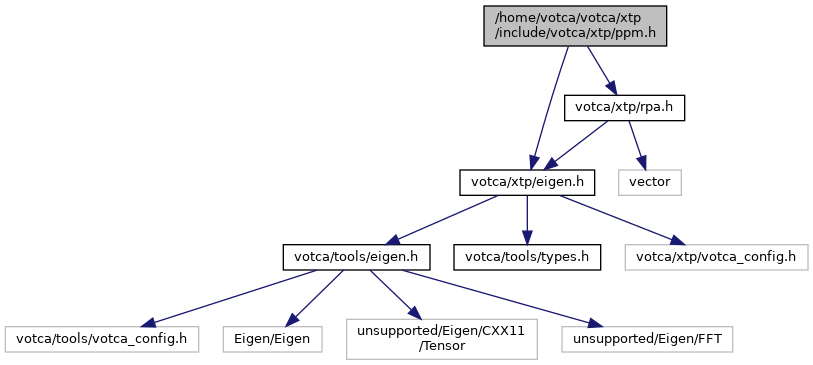 /home/votca/votca/xtp
/include/votca/xtp/ppm.h
votca/xtp/rpa.h
votca/xtp/eigen.h
vector
votca/tools/eigen.h
votca/tools/types.h
votca/xtp/votca_config.h
votca/tools/votca_config.h
Eigen/Eigen
unsupported/Eigen/CXX11
/Tensor
unsupported/Eigen/FFT